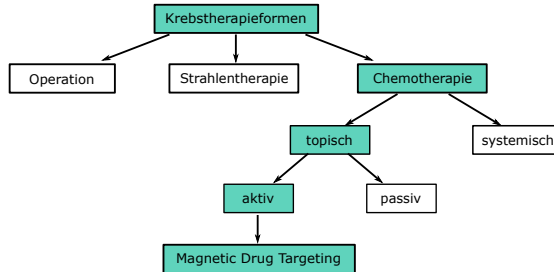 Krebstherapieformen
Operation
Strahlentherapie
Chemotherapie
topisch
systemisch
aktiv
passiv
Magnetic Drug Targeting